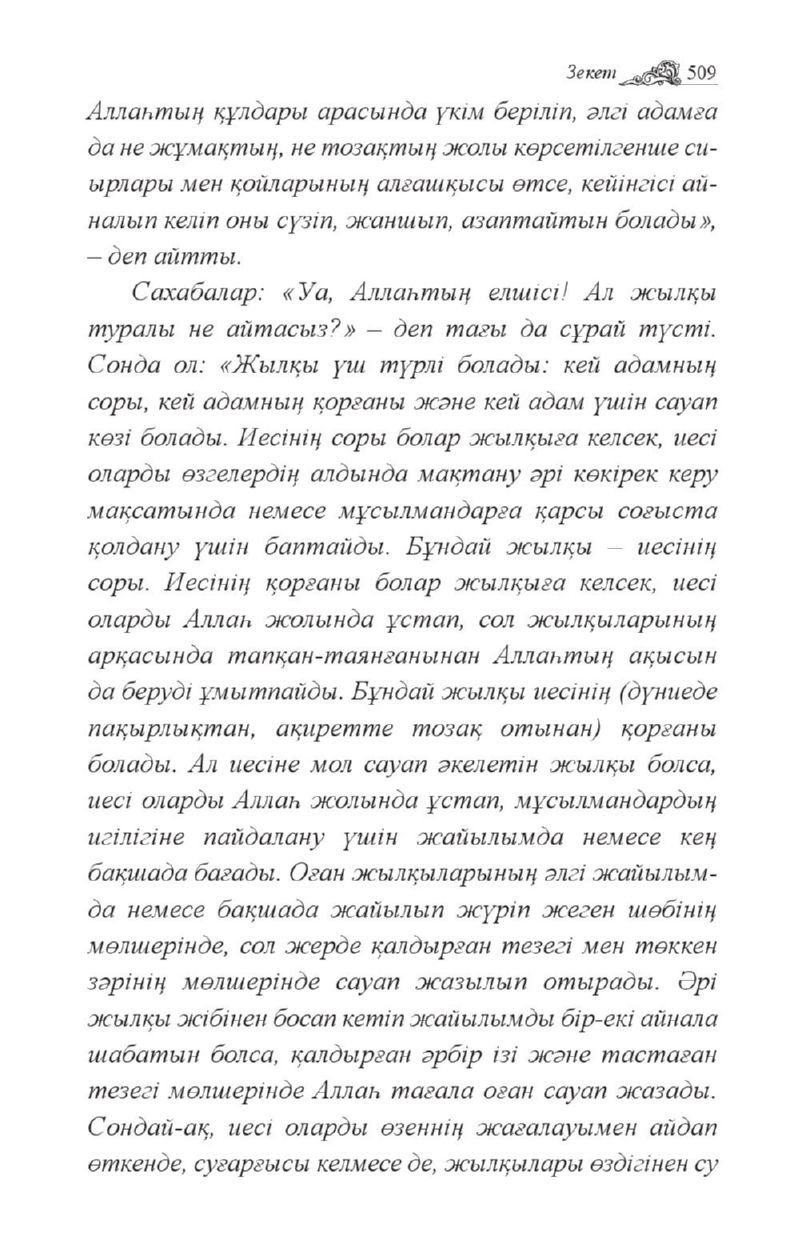 Зекет 509
Аллаһтың құлдары арасында үкім беріліп, әлгі адамға
да не жұмақтың, не тозақтың жолы көрсетілгенше си-
ырлары мен қойларының алғашқысы өтсе, кейінгісі ай-
налып келіп оны сүзіп, жаншып, азаптайтын болады»,
– деп айтты.
Сахабалар: «Уа, Аллаһтың елшісі! Ал жылқы
туралы не айтасыз?» – деп тағы да сұрай түсті.
Сонда ол: «Жылқы үш түрлі болады: кей адамның
соры, кей адамның қорғаны және кей адам үшін сауап
көзі болады. Иесінің соры болар жылқыға келсек, иесі
оларды өзгелердің алдында мақтану әрі көкірек керу
мақсатында немесе мұсылмандарға қарсы соғыста
қолдану үшін баптайды. Бұндай жылқы – иесінің
соры. Иесінің қорғаны болар жылқыға келсек, иесі
оларды Аллаһ жолында ұстап, сол жылқыларының
арқасында тапқан-таянғанынан Аллаһтың ақысын
да беруді ұмытпайды. Бұндай жылқы иесінің (дүниеде
пақырлықтан, ақиретте тозақ отынан) қорғаны
болады. Ал иесіне мол сауап әкелетін жылқы болса,
иесі оларды Аллаһ жолында ұстап, мұсылмандардың
игілігіне пайдалану үшін жайылымда немесе кең
бақшада бағады. Оған жылқыларының әлгі жайылым-
да немесе бақшада жайылып жүріп жеген шөбінің
мөлшерінде, сол жерде қалдырған тезегі мен төккен
зәрінің мөлшерінде сауап жазылып отырады. Әрі
жылқы жібінен босап кетіп жайылымды бір-екі айнала
шабатын болса, қалдырған әрбір ізі және тастаған
тезегі мөлшерінде Аллаһ тағала оған сауап жазады.
Сондай-ақ, иесі оларды өзеннің жағалауымен айдап
өткенде, суғарғысы келмесе де, жылқылары өздігінен су